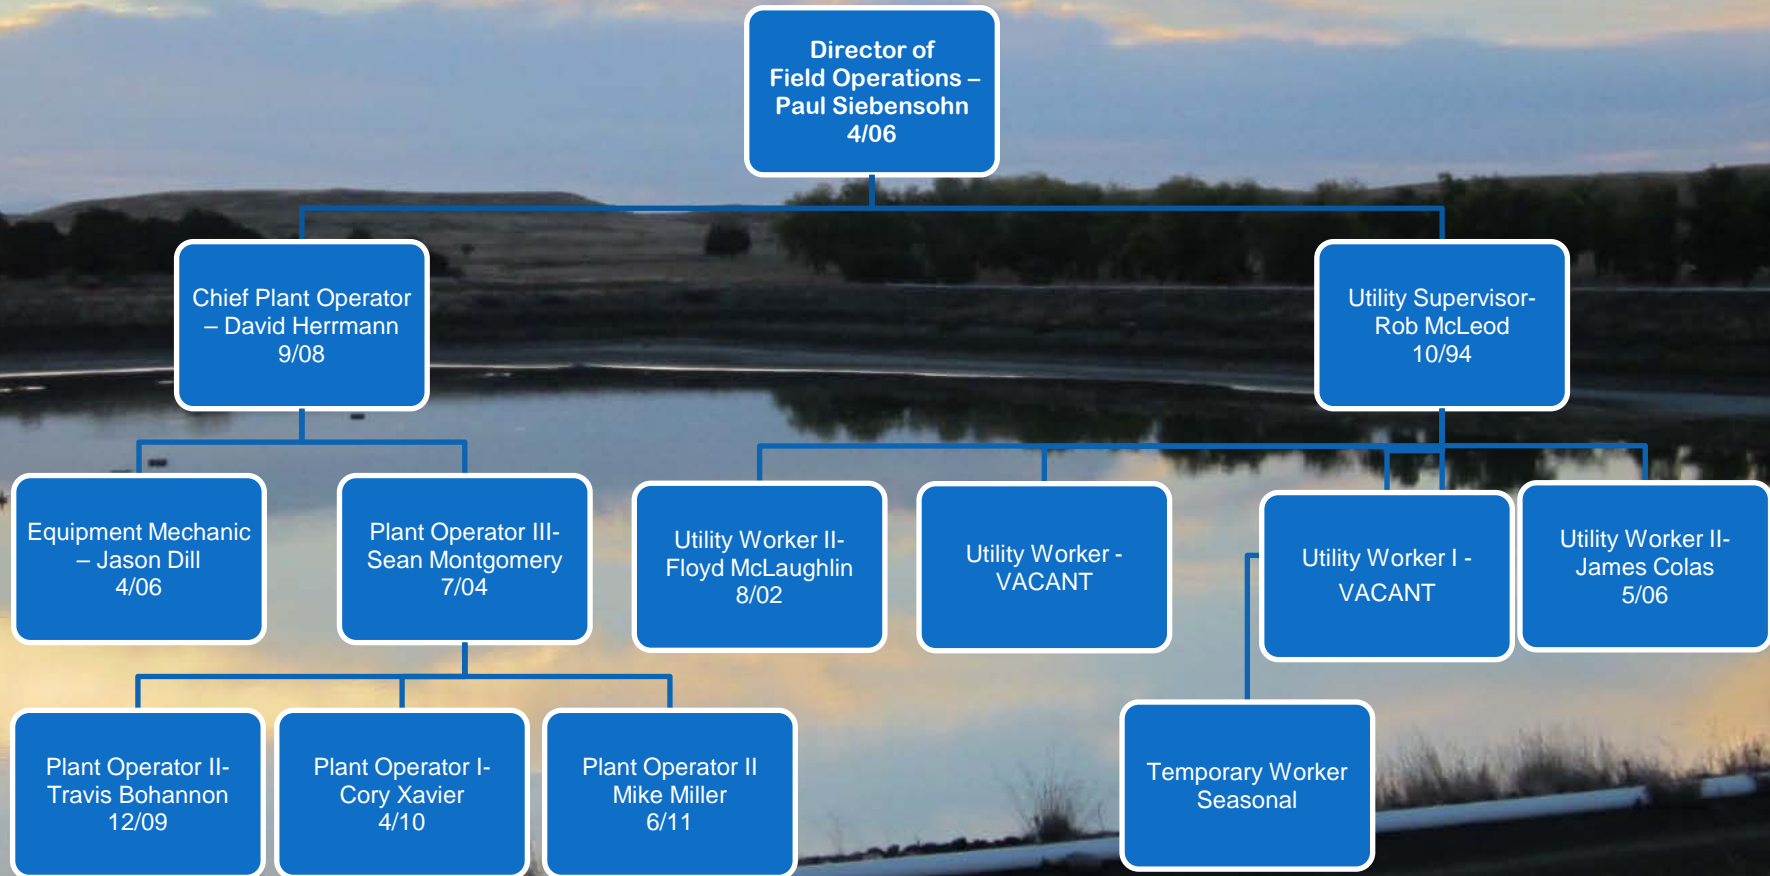 Director of
Field Operations –
Paul Siebensohn
4/06
Chief Plant Operator
– David Herrmann
9/08
Utility Supervisor-
Rob McLeod
10/94
Equipment Mechanic
– Jason Dill
4/06
Plant Operator III-
Sean Montgomery
7/04
Utility Worker II-
Floyd McLaughlin
8/02
Utility Worker -
VACANT
Utility Worker I -
VACANT
Utility Worker II-
James Colas
5/06
Plant Operator II-
Travis Bohannon
12/09
Plant Operator I-
Cory Xavier
4/10
Plant Operator II
Mike Miller
6/11
Temporary Worker
Seasonal